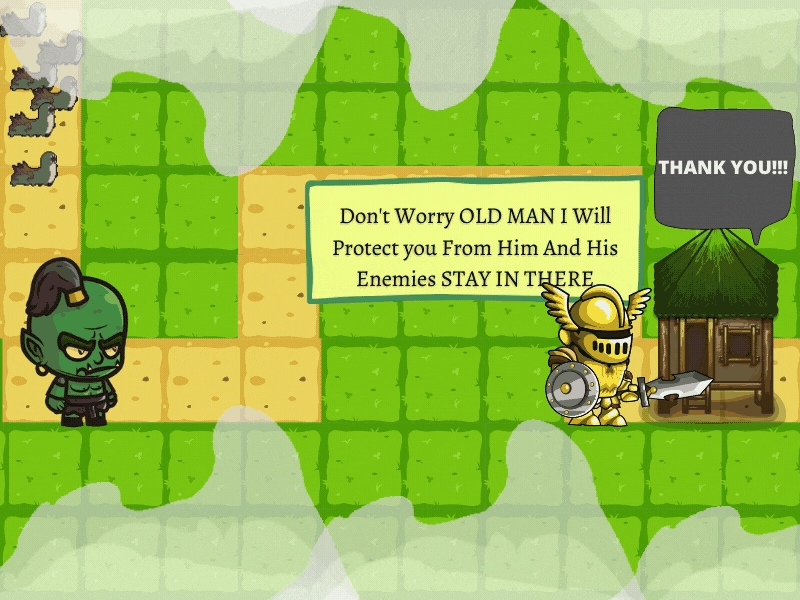 THANK YOU!!!
Don't Worry OLD MAN I Will
Protect you From Him And His
Enemies STAY IN THERE